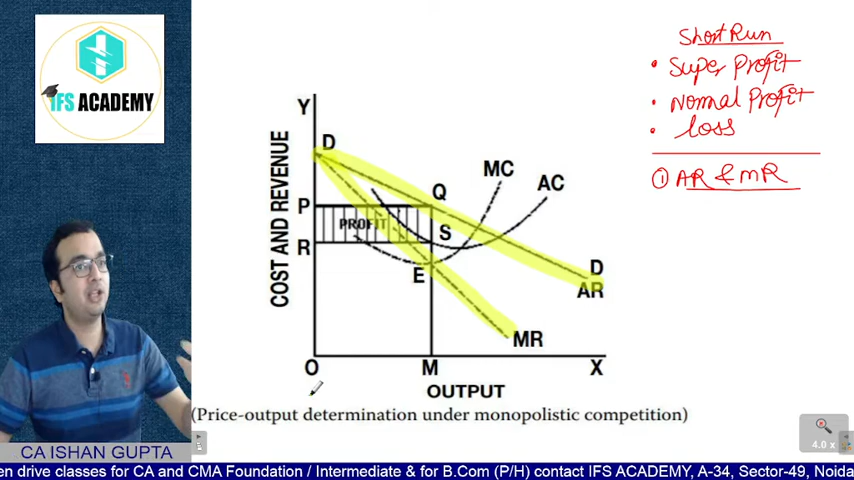 IFS ACADEMY
Short Run
• Super Profit
• Normal Profit
• loss
① AR & MR
Y
COST AND REVENUE
D
P
R
PROFIT
Q
S
E
MC
AC
D
AR
MR
O
M
X
OUTPUT
(Price-output determination under monopolistic competition)
4.0 x
CA ISHAN GUPTA
en drive classes for CA and CMA Foundation / Intermediate & for B.Com (P/H) contact IFS ACADEMY, A-34, Sector-49, Noida